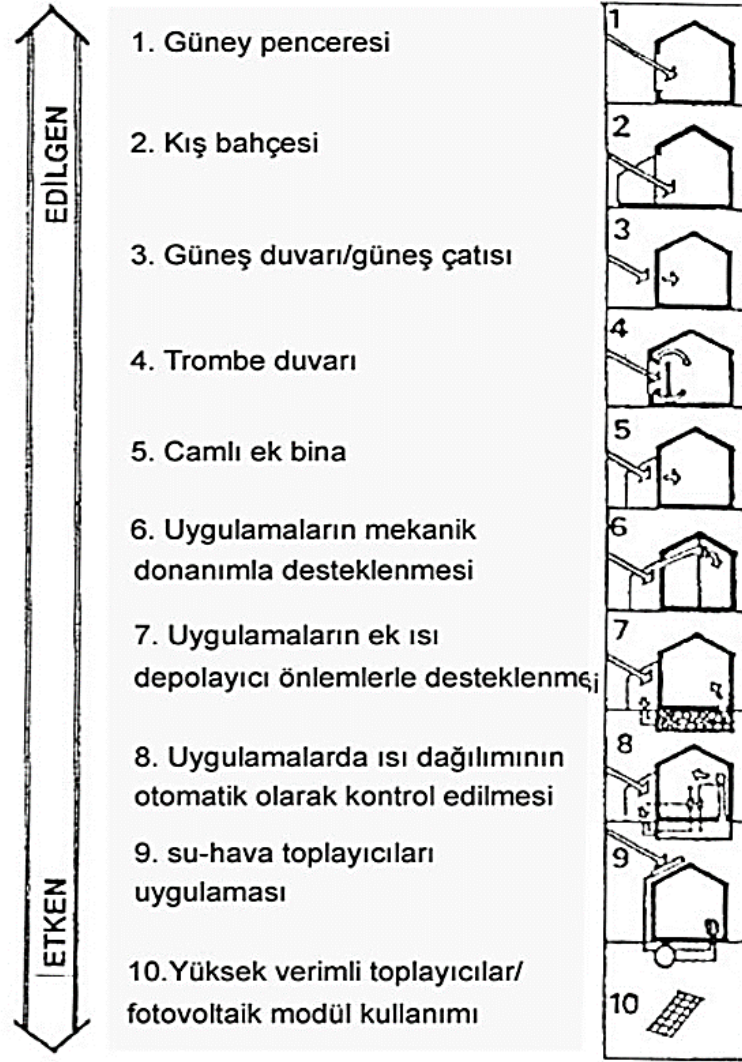 EDİLGEN
1. Güney penceresi
2. Kış bahçesi
3. Güneş duvarı/güneş çatısı
4. Trombe duvarı
5. Camlı ek bina
6. Uygulamaların mekanik
donanımla desteklenmesi
7. Uygulamaların ek ısı
depolayıcı önlemlerle desteklenmesi
8. Uygulamalarda ısı dağılımının
otomatik olarak kontrol edilmesi
9. su-hava toplayıcıları
uygulaması
10.Yüksek verimli toplayıcılar/
fotovoltaik modül kullanımı
ETKEN
1
2
3
4
5
6
7
8
9
10